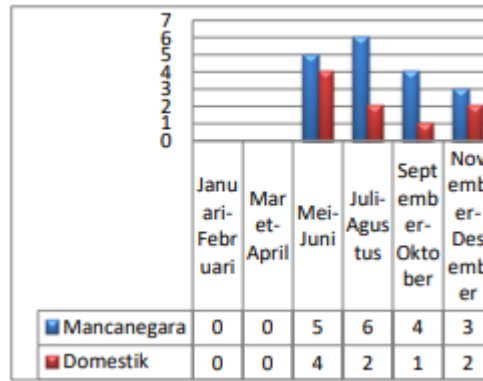 7
6
5
4
3
2
1
0
Janu
ari-
Febr
uari
Mar
et-
April
Mei-
Juni
Juli-
Agus
tus
Sept
emb
er-
Okto
ber
Nov
emb
er-
Des
emb
er
Mancanegara 0 0 5 6 4 3
Domestik 0 0 4 2 1 2